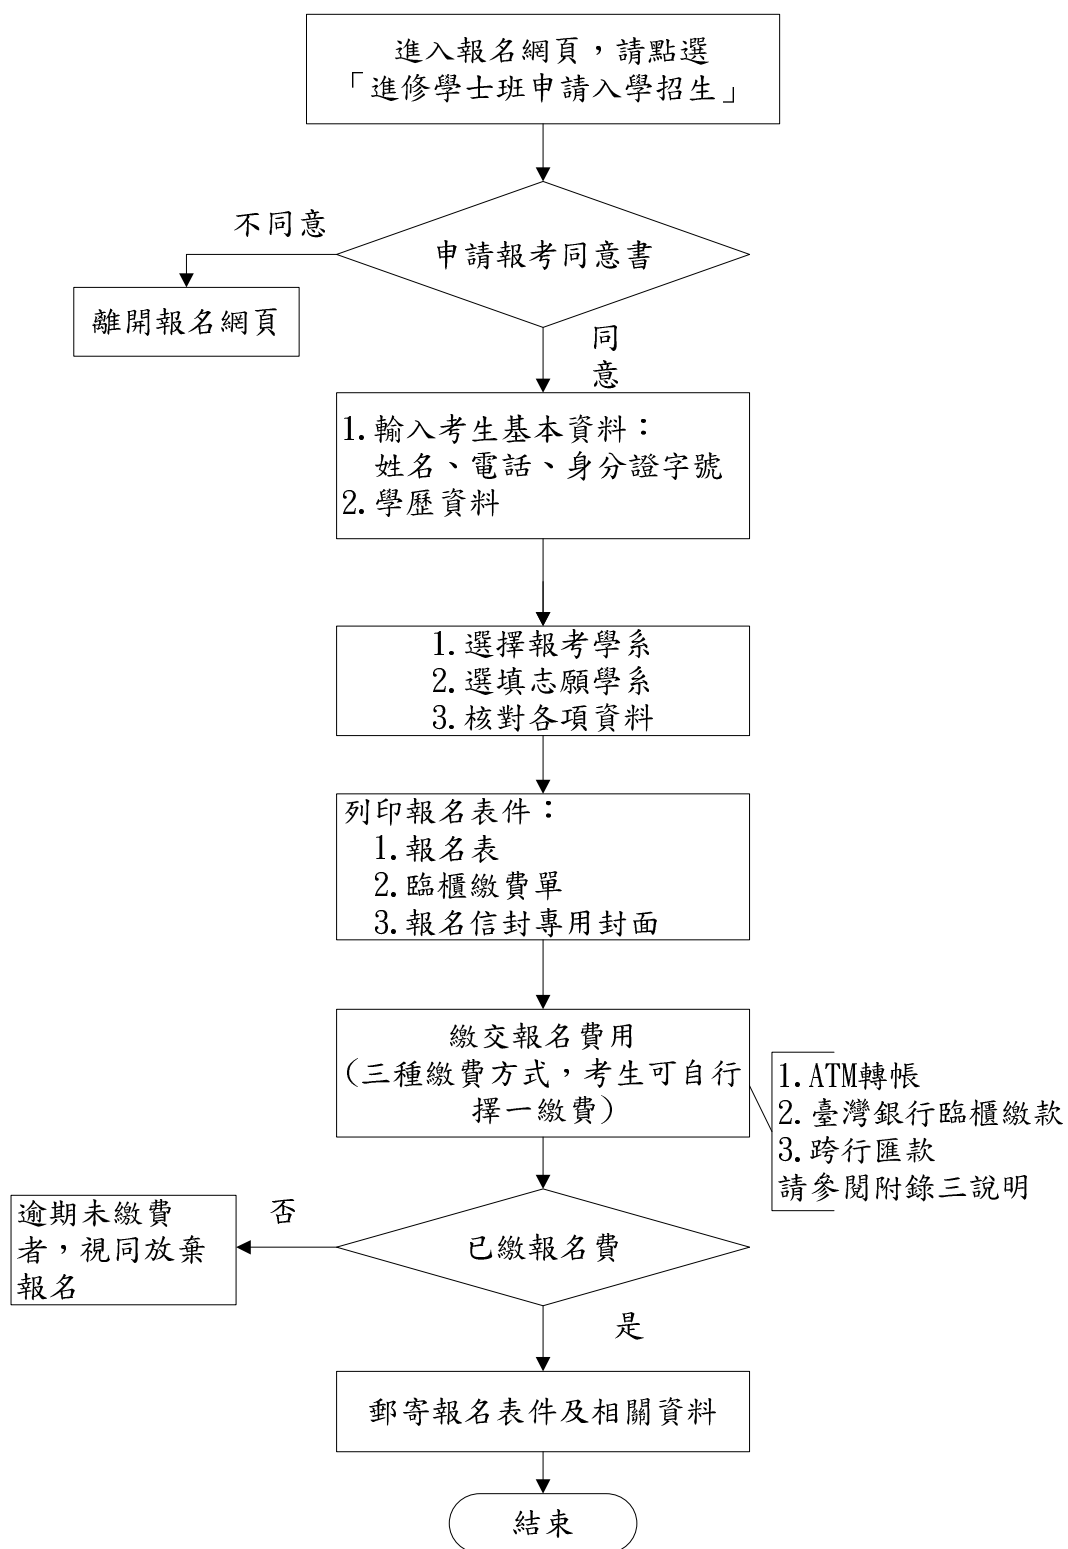 進入報名網頁，請點選
「進修學士班申請入學招生」
不同意
申請報考同意書
離開報名網頁
同
意
1.輸入考生基本資料：
姓名、電話、身分證字號
2.學歷資料
1.選擇報考學系
2.選填志願學系
3.核對各項資料
列印報名表件：
1.報名表
2.臨櫃繳費單
3.報名信封專用封面
繳交報名費用
(三種繳費方式，考生可自行
擇一繳費)
1.ATM轉帳
2.臺灣銀行臨櫃繳款
3.跨行匯款
請參閱附錄三說明
逾期未繳費
者，視同放棄
報名
否
已繳報名費
是
郵寄報名表件及相關資料
結束